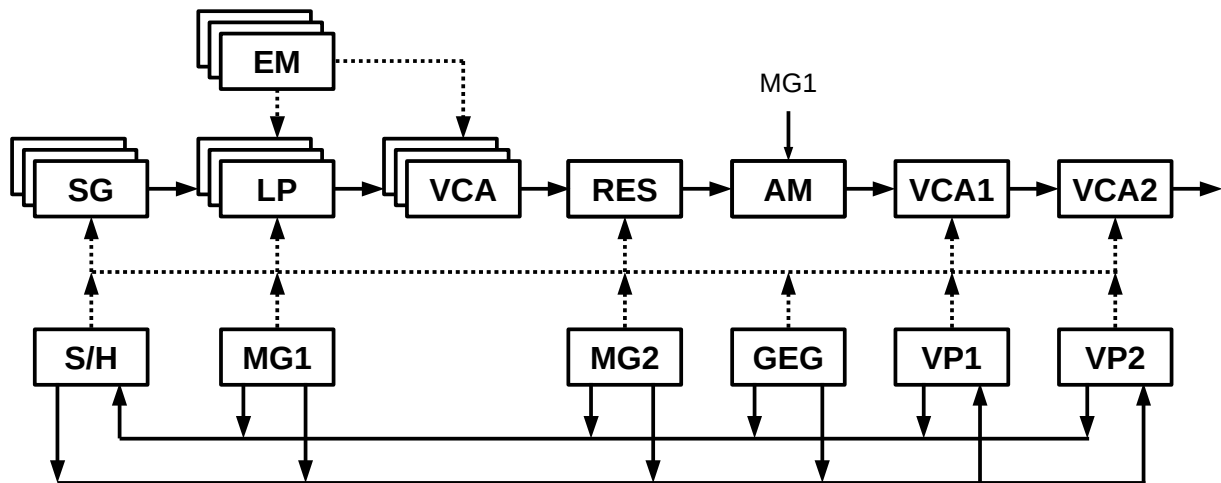 EM
MG1
SG LP VCA RES AM VCA1 VCA2
S/H MG1 MG2 GEG VP1 VP2